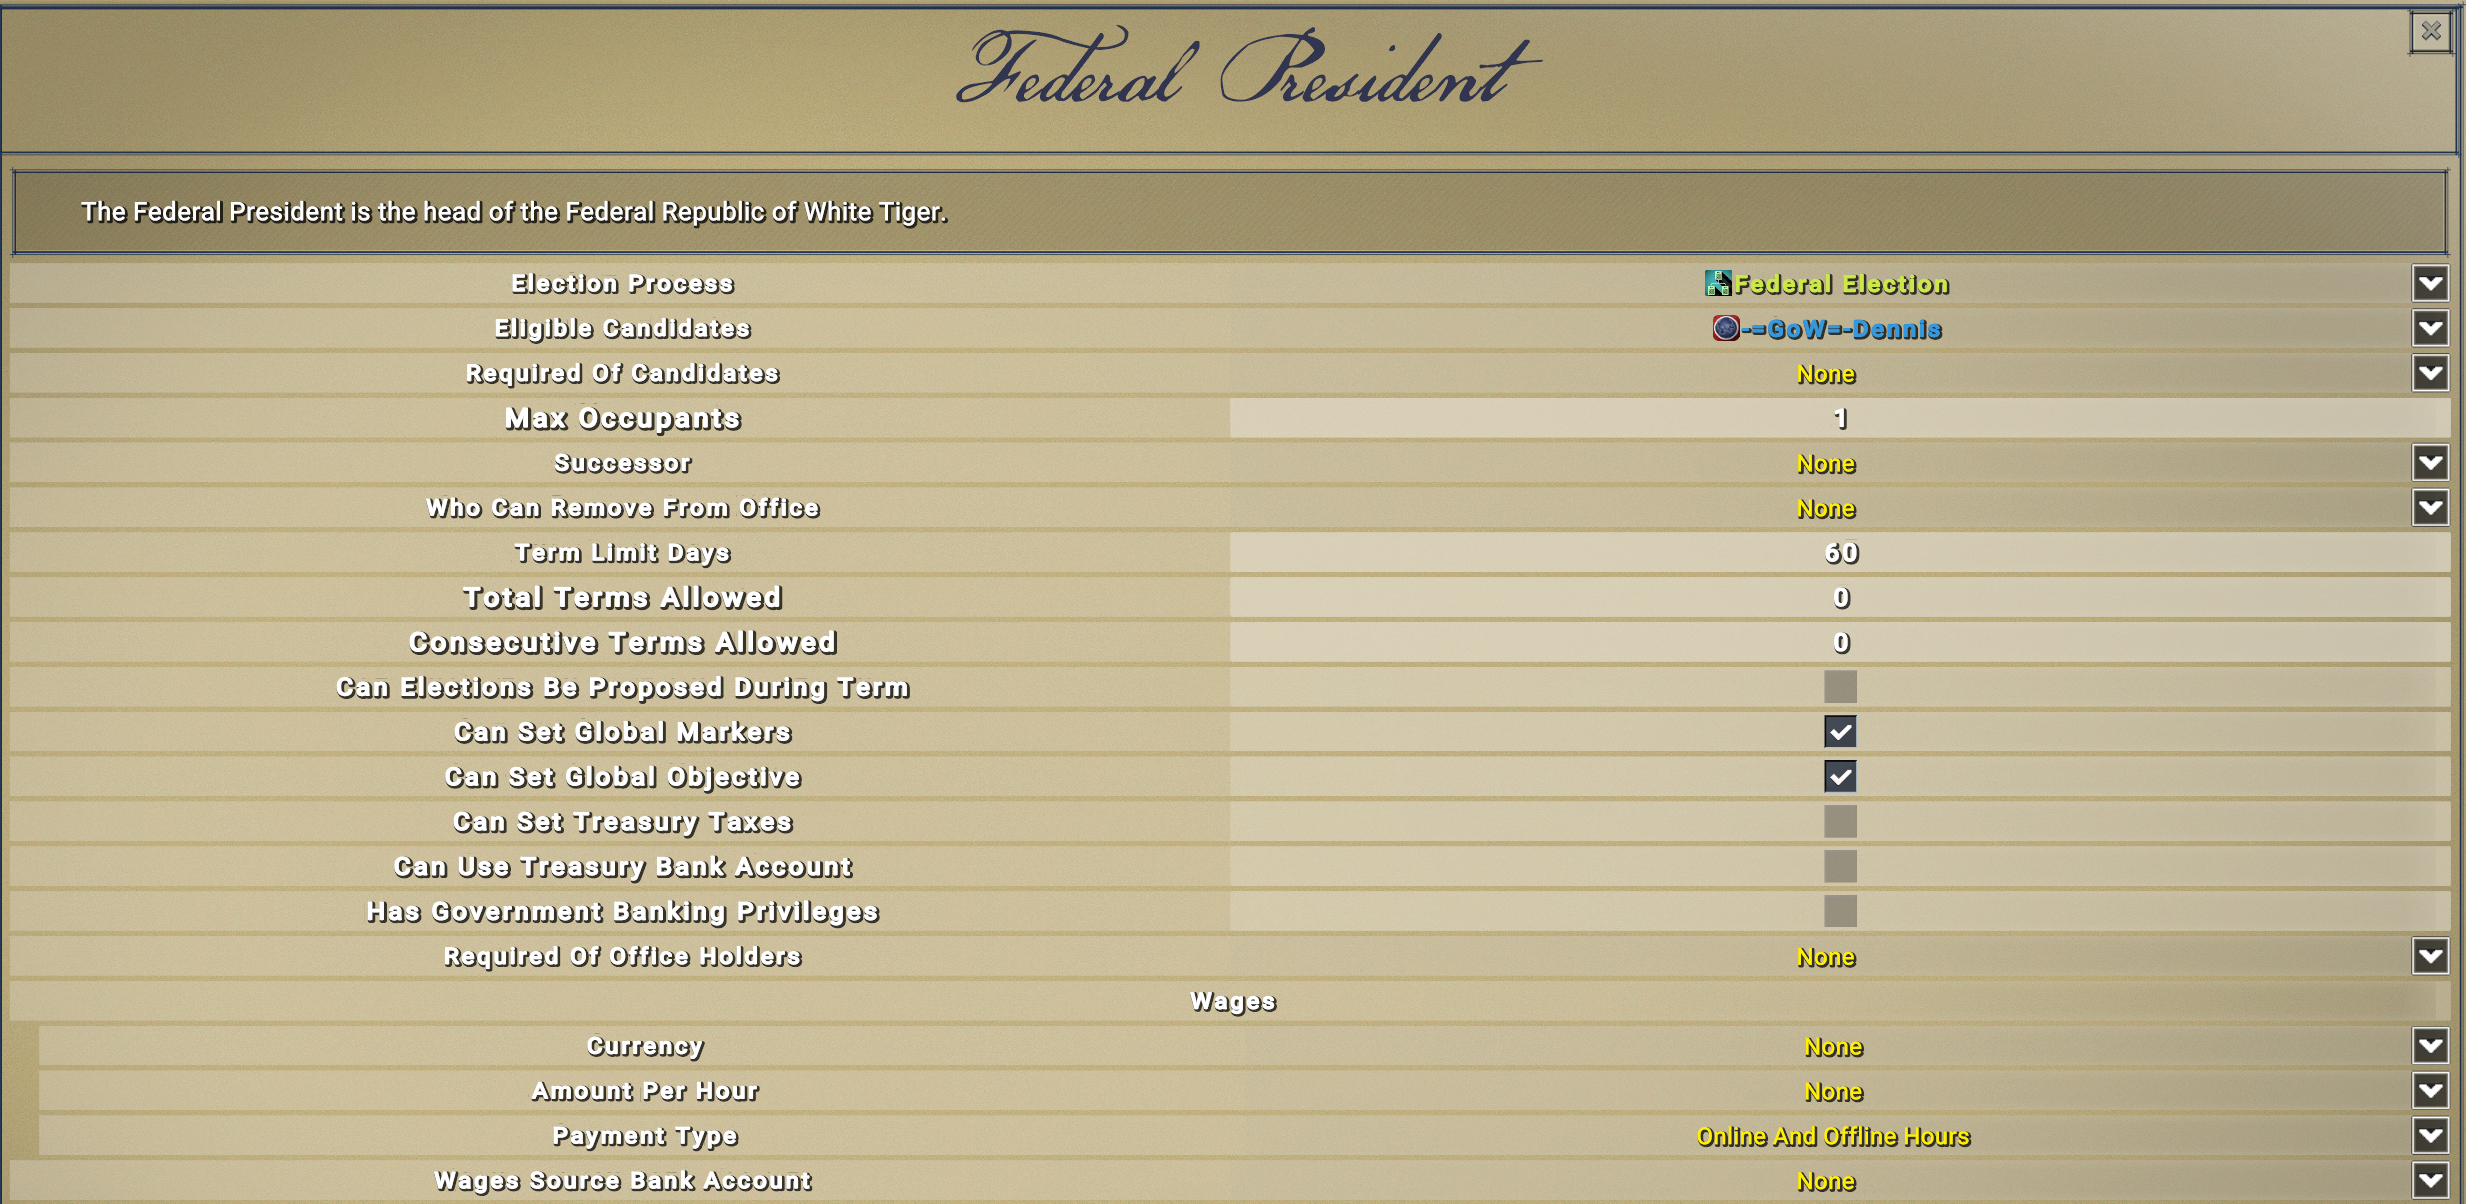 Federal President
The Federal President is the head of the Federal Republic of White Tiger.
Election Process Federal Election
Eligible Candidates -=GoW=-Dennis
Required Of Candidates None
Max Occupants 1
Successor None
Who Can Remove From Office None
Term Limit Days 60
Total Terms Allowed 0
Consecutive Terms Allowed 0
Can Elections Be Proposed During Term
Can Set Global Markers
Can Set Global Objective
Can Set Treasury Taxes
Can Use Treasury Bank Account
Has Government Banking Privileges
Required Of Office Holders None
Wages
Currency None
Amount Per Hour None
Payment Type Online And Offline Hours
Wages Source Bank Account None